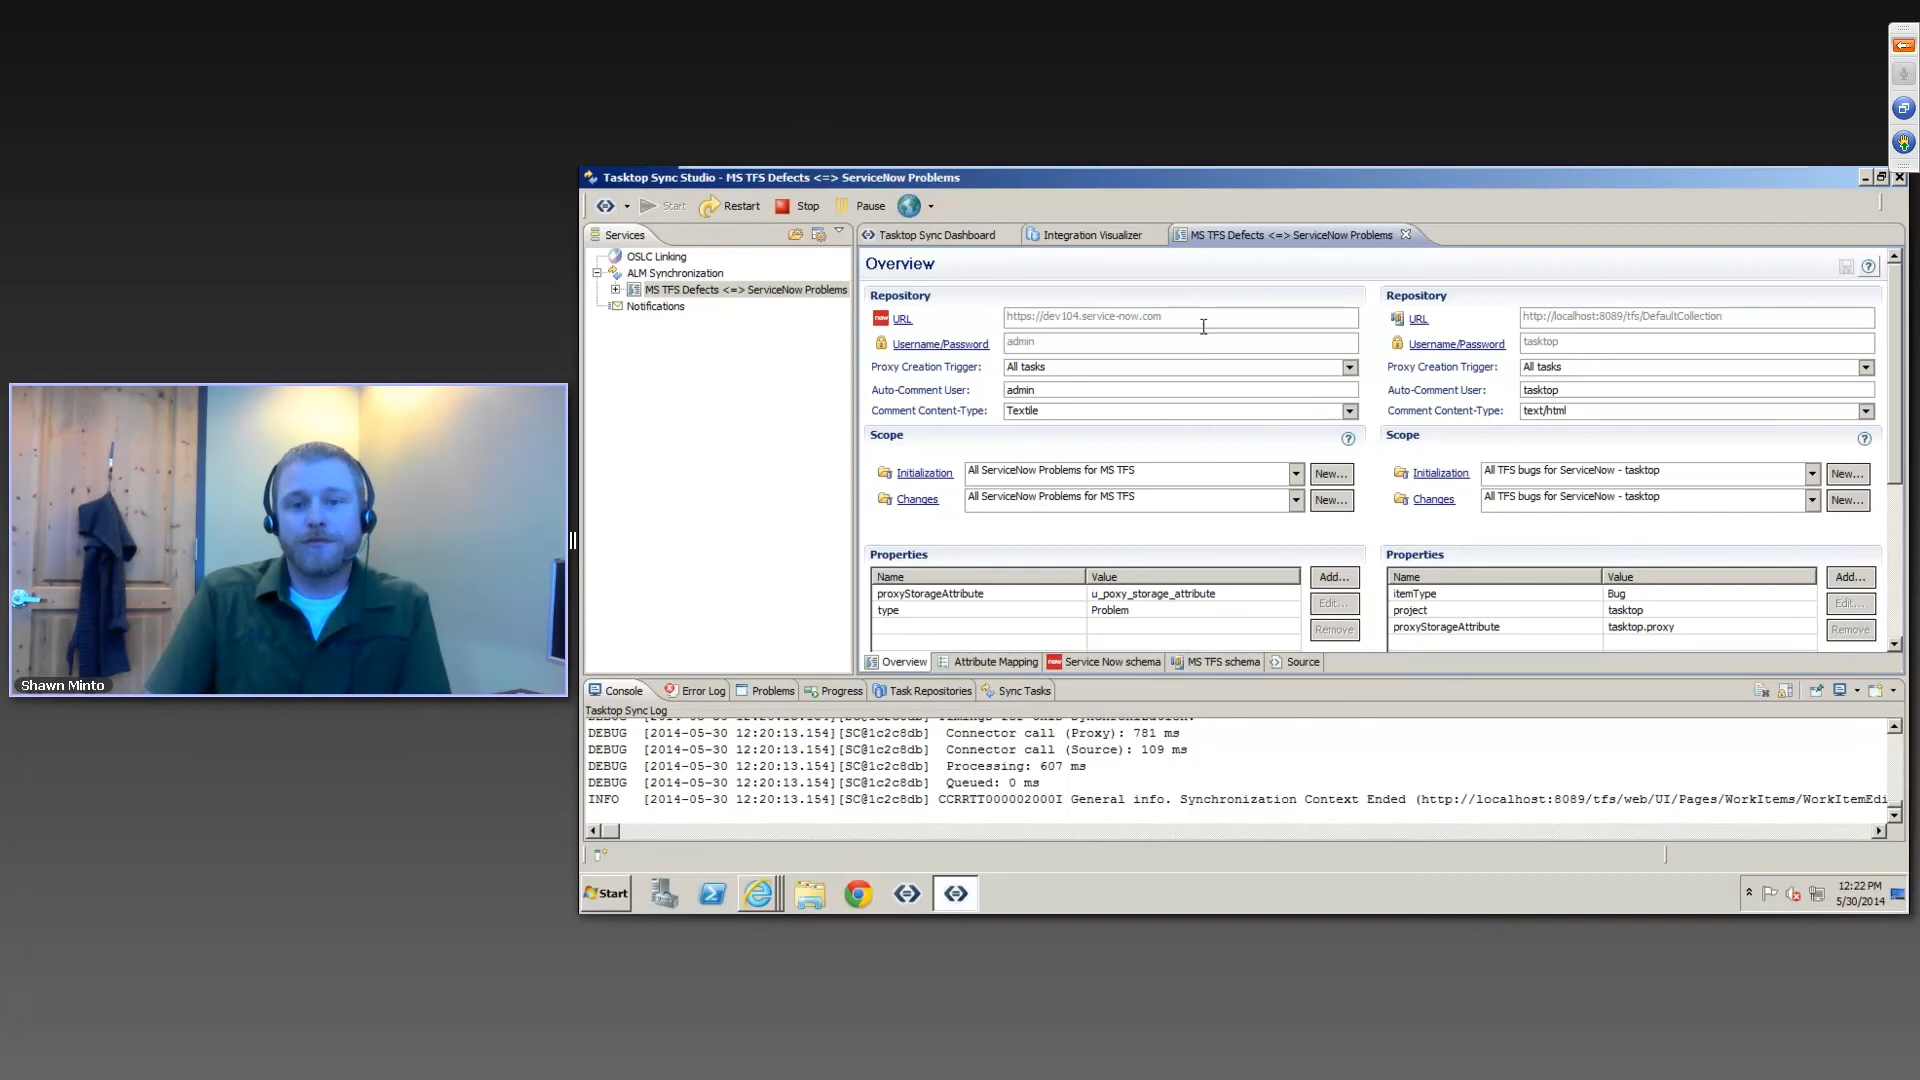 Tasktop Sync Studio - MS TFS Defects <=> ServiceNow Problems
Start Restart Stop Pause
Services
OSLC Linking
ALM Synchronization
MS TFS Defects <=> ServiceNow Problems
Notifications
Tasktop Sync Dashboard Integration Visualizer MS TFS Defects <=> ServiceNow Problems
Overview
Repository
URL https://dev104.service-now.com
Username/Password admin
Proxy Creation Trigger: All tasks
Auto-Comment User: admin
Comment Content-Type: Textile
Scope
Initialization All ServiceNow Problems for MS TFS New...
Changes All ServiceNow Problems for MS TFS New...
Properties
Name Value Add...
proxyStorageAttribute u_poxy_storage_attribute
type Problem
Edit...
Remove
Repository
URL http://localhost:8089/tfs/DefaultCollection
Username/Password tasktop
Proxy Creation Trigger: All tasks
Auto-Comment User: tasktop
Comment Content-Type: text/html
Scope
Initialization All TFS bugs for ServiceNow - tasktop New...
Changes All TFS bugs for ServiceNow - tasktop New...
Properties
Name Value Add...
itemType Bug
Edit...
project tasktop
proxyStorageAttribute tasktop.proxy
Remove
Overview Attribute Mapping now Service Now schema MS TFS schema Source
Console Error Log Problems Progress Task Repositories Sync Tasks
Tasktop Sync Log
DEBUG [2014-05-30 12:20:13.154][SC@1c2c8db] Connector call (Proxy): 781 ms
DEBUG [2014-05-30 12:20:13.154][SC@1c2c8db] Connector call (Source): 109 ms
DEBUG [2014-05-30 12:20:13.154][SC@1c2c8db] Processing: 607 ms
DEBUG [2014-05-30 12:20:13.154][SC@1c2c8db] Queued: 0 ms
INFO [2014-05-30 12:20:13.154][SC@1c2c8db] CCRRTT000002000I General info. Synchronization Context Ended (http://localhost:8089/tfs/web/UI/Pages/WorkItems/WorkItemEdi
Start
12:22 PM
5/30/2014
Shawn Minto